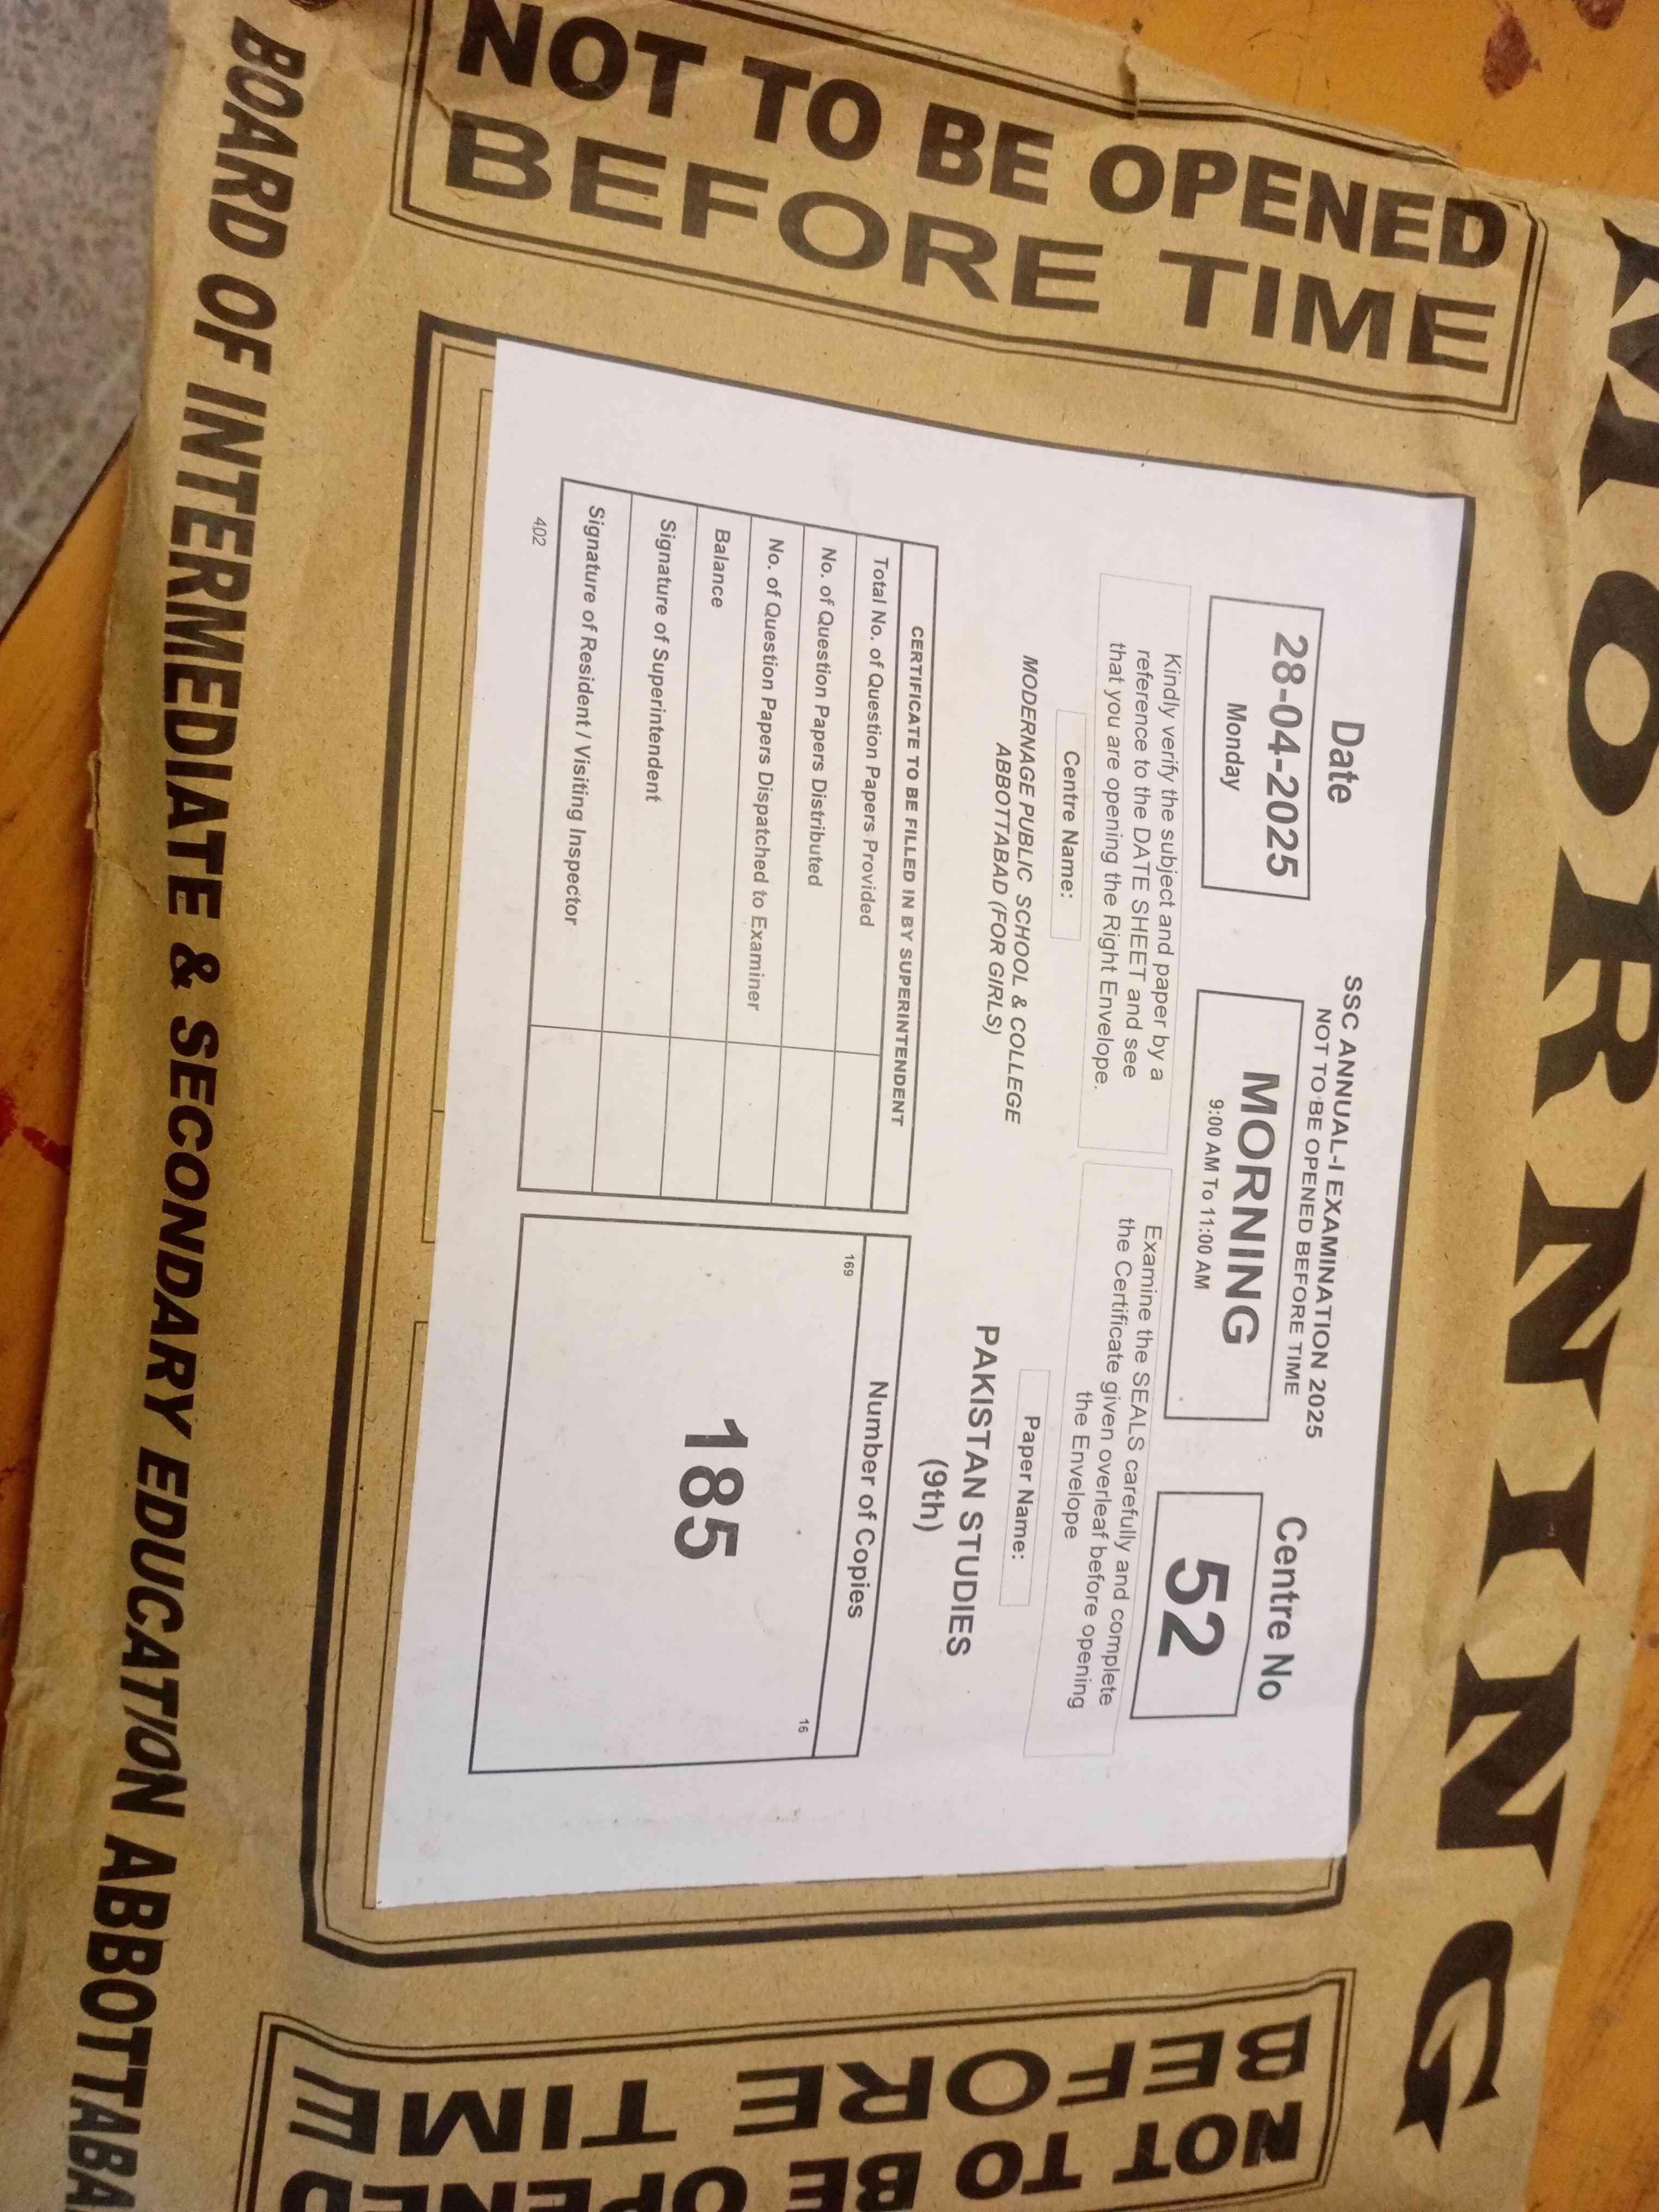 MORNING
NOT TO BE OPENED
BEFORE TIME
Date
28-04-2025
Monday
SSC ANNUAL-I EXAMINATION 2025
NOT TO BE OPENED BEFORE TIME
MORNING
9:00 AM To 11:00 AM
Centre No
52
Kindly verify the subject and paper by a
reference to the DATE SHEET and see
that you are opening the Right Envelope.
Examine the SEALS carefully and complete
the Certificate given overleaf before opening
the Envelope
Centre Name:
MODERNAGE PUBLIC SCHOOL & COLLEGE
ABBOTTABAD (FOR GIRLS)
Paper Name:
PAKISTAN STUDIES
(9th)
CERTIFICATE TO BE FILLED IN BY SUPERINTENDENT
Total No. of Question Papers Provided
No. of Question Papers Distributed
No. of Question Papers Dispatched to Examiner
Balance
Signature of Superintendent
Signature of Resident / Visiting Inspector
402
Number of Copies
169
185
16
NOT TO BE OPENE
BEFORE TIME
BOARD OF INTERMEDIATE & SECONDARY EDUCATION ABBOTTABA